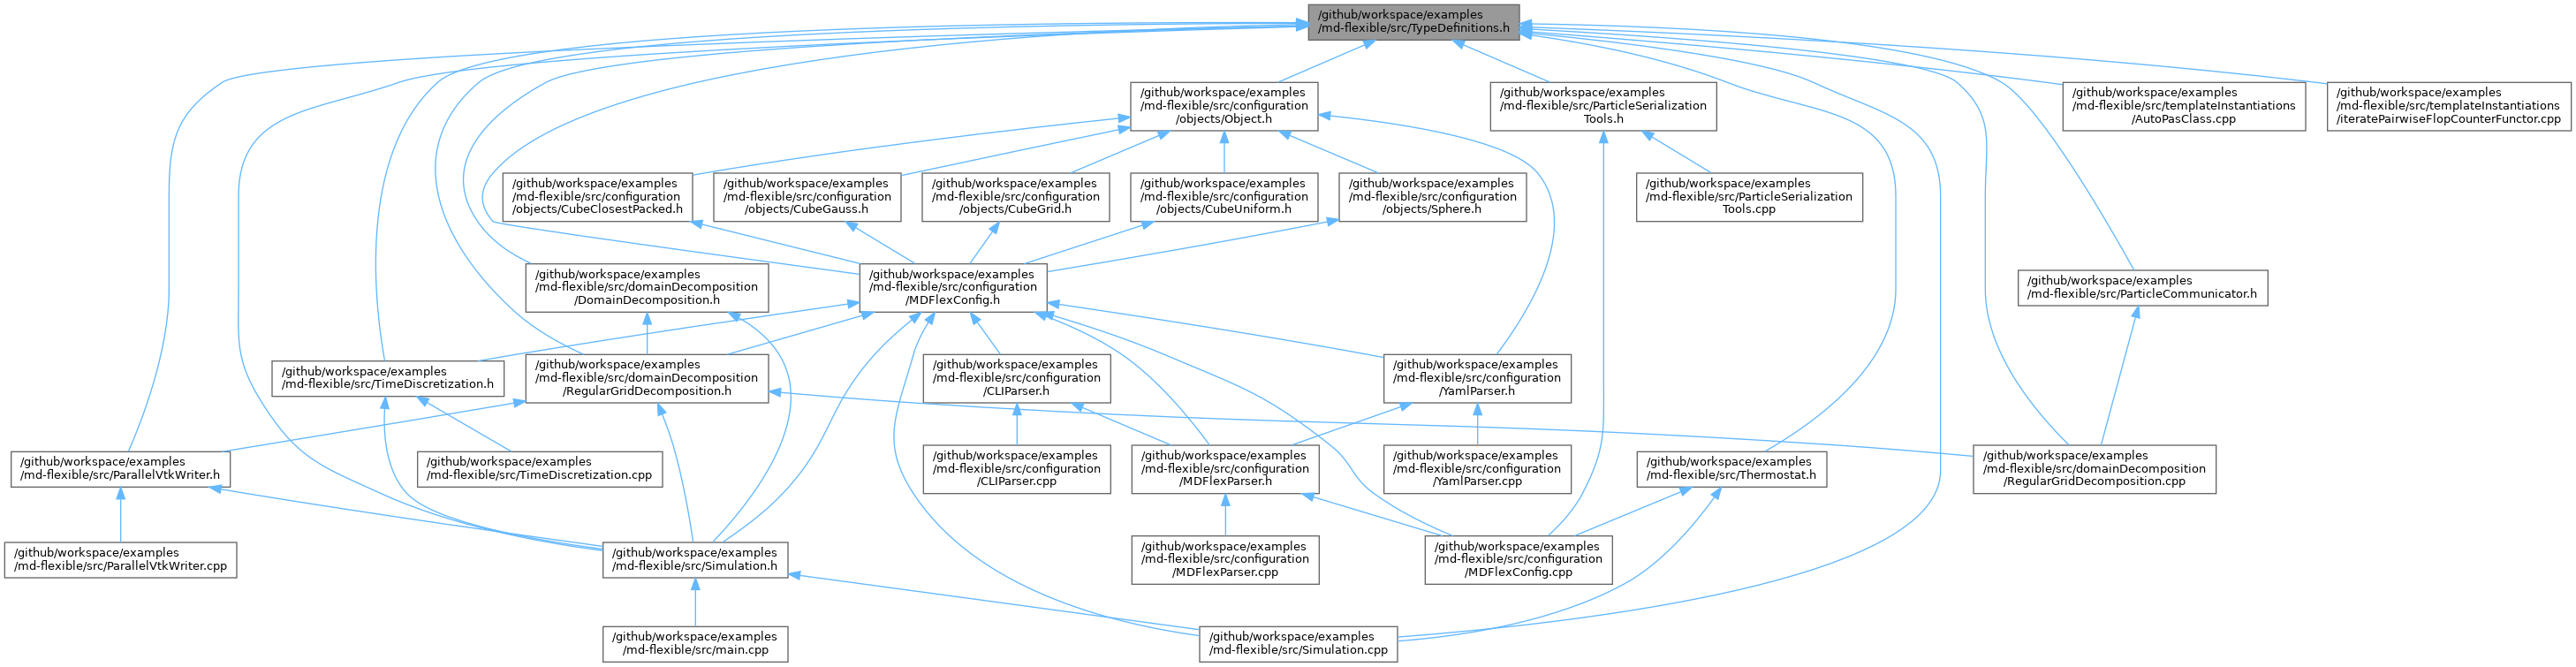 /github/workspace/examples
/md-flexible/src/TypeDefinitions.h
/github/workspace/examples
/md-flexible/src/configuration
/objects/Object.h
/github/workspace/examples
/md-flexible/src/ParticleSerialization
Tools.h
/github/workspace/examples
/md-flexible/src/templateInstantiations
/AutoPasClass.cpp
/github/workspace/examples
/md-flexible/src/templateInstantiations
/iteratePairwiseFlopCounterFunctor.cpp
/github/workspace/examples
/md-flexible/src/configuration
/objects/CubeClosestPacked.h
/github/workspace/examples
/md-flexible/src/configuration
/objects/CubeGauss.h
/github/workspace/examples
/md-flexible/src/configuration
/objects/CubeGrid.h
/github/workspace/examples
/md-flexible/src/configuration
/objects/CubeUniform.h
/github/workspace/examples
/md-flexible/src/configuration
/objects/Sphere.h
/github/workspace/examples
/md-flexible/src/ParticleSerialization
Tools.cpp
/github/workspace/examples
/md-flexible/src/domainDecomposition
/DomainDecomposition.h
/github/workspace/examples
/md-flexible/src/configuration
/MDFlexConfig.h
/github/workspace/examples
/md-flexible/src/ParticleCommunicator.h
/github/workspace/examples
/md-flexible/src/TimeDiscretization.h
/github/workspace/examples
/md-flexible/src/domainDecomposition
/RegularGridDecomposition.h
/github/workspace/examples
/md-flexible/src/configuration
/CLIParser.h
/github/workspace/examples
/md-flexible/src/configuration
/YamlParser.h
/github/workspace/examples
/md-flexible/src/ParallelVtkWriter.h
/github/workspace/examples
/md-flexible/src/TimeDiscretization.cpp
/github/workspace/examples
/md-flexible/src/configuration
/CLIParser.cpp
/github/workspace/examples
/md-flexible/src/configuration
/MDFlexParser.h
/github/workspace/examples
/md-flexible/src/configuration
/YamlParser.cpp
/github/workspace/examples
/md-flexible/src/Thermostat.h
/github/workspace/examples
/md-flexible/src/domainDecomposition
/RegularGridDecomposition.cpp
/github/workspace/examples
/md-flexible/src/ParallelVtkWriter.cpp
/github/workspace/examples
/md-flexible/src/Simulation.h
/github/workspace/examples
/md-flexible/src/configuration
/MDFlexParser.cpp
/github/workspace/examples
/md-flexible/src/configuration
/MDFlexConfig.cpp
/github/workspace/examples
/md-flexible/src/main.cpp
/github/workspace/examples
/md-flexible/src/Simulation.cpp